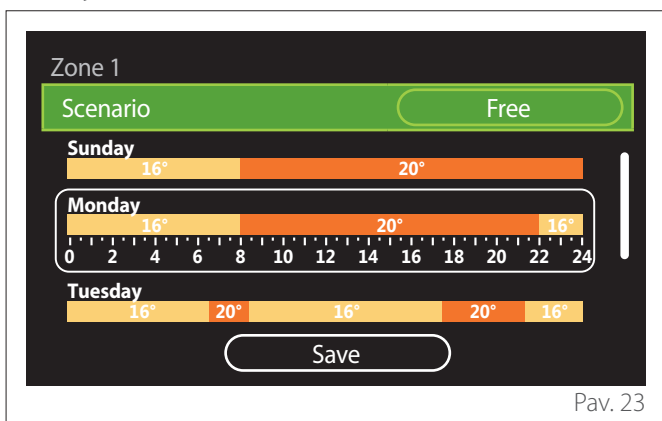 Zone 1
Scenario Free
Sunday
16° 20°
Monday
16° 20° 16°
0 2 4 6 8 10 12 14 16 18 20 22 24
Tuesday
16° 20° 16° 20° 16°
Save
Pav. 23